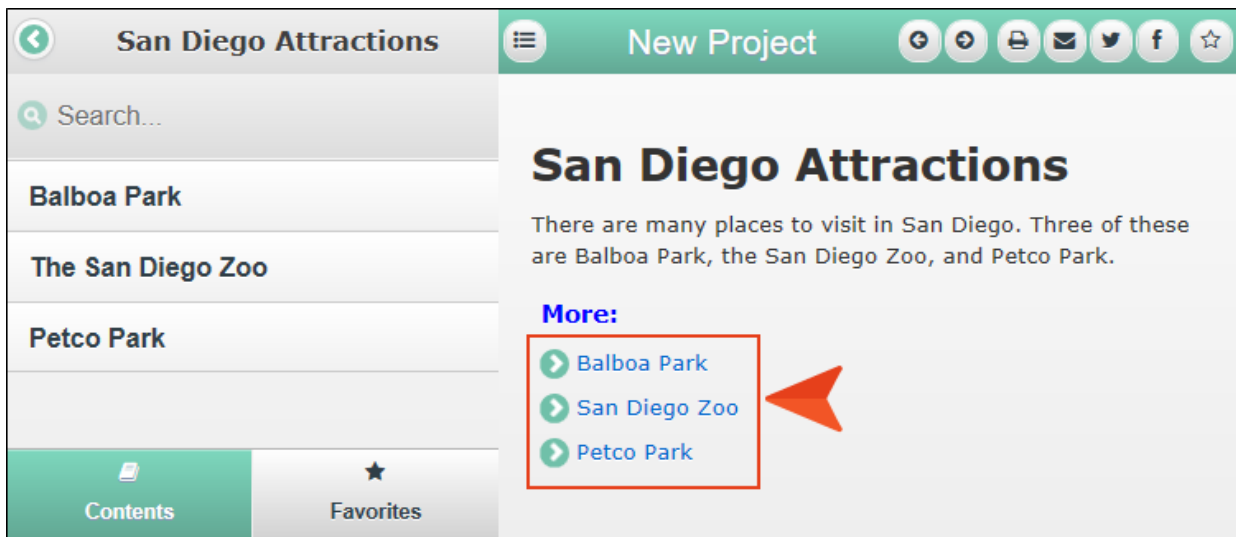 San Diego Attractions
Search...
Balboa Park
The San Diego Zoo
Petco Park
Contents
Favorites
New Project
f
San Diego Attractions
There are many places to visit in San Diego. Three of these
are Balboa Park, the San Diego Zoo, and Petco Park.
More:
Balboa Park
San Diego Zoo
Petco Park